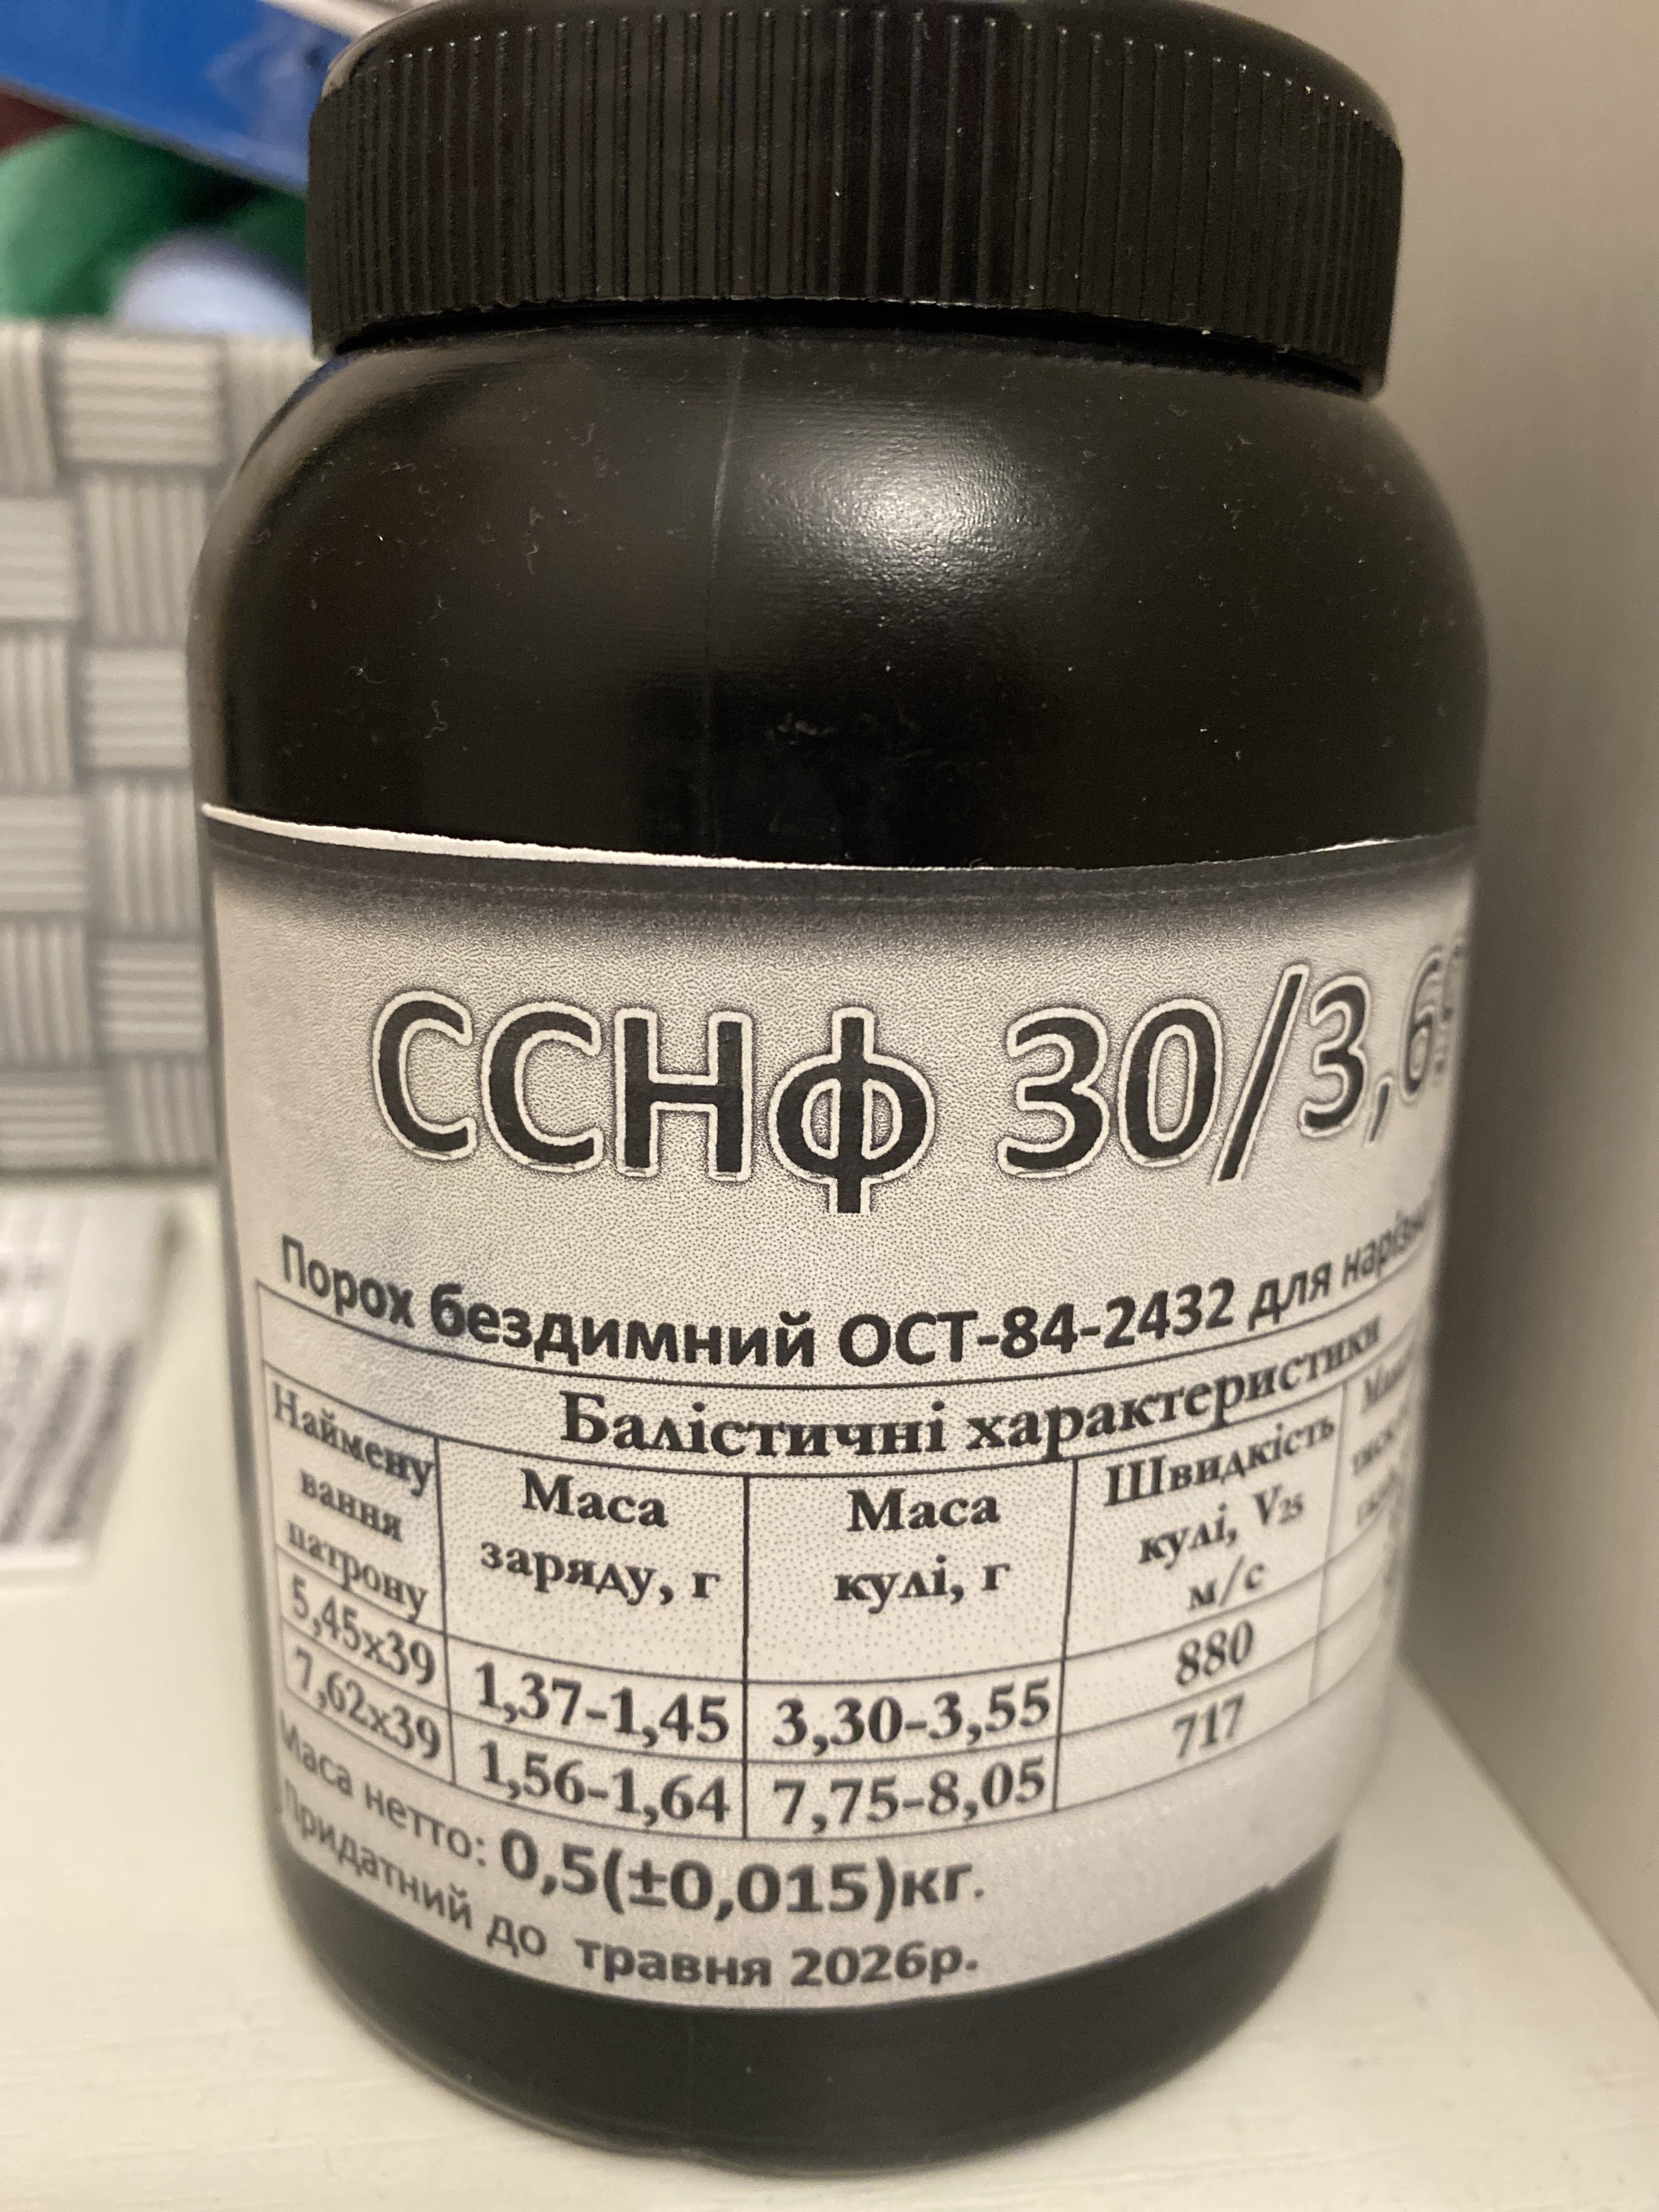 ССНф 30/3,6
Порох бездимний ОСТ-84-2432 для
Балістичні характеристики
Наймену
вання
патрону
Маса
заряду, г
Маса
кулі, г
Швидкість
кулі, V25
м/с
5,45х39 1,37-1,45 3,30-3,55 880
7,62х39 1,56-1,64 7,75-8,05 717
Маса нетто: 0,5(±0,015)кг.
Придатний до травня 2026р.